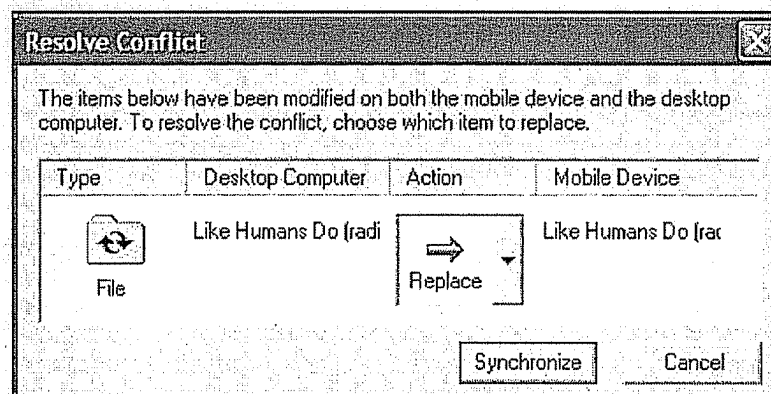 Resolve Conflict
The items below have been modified on both the mobile device and the desktop
computer. To resolve the conflict, choose which item to replace.
Type Desktop Computer Action Mobile Device
Like Humans Do (radi Like Humans Do (rad
File Replace
Synchronize Cancel